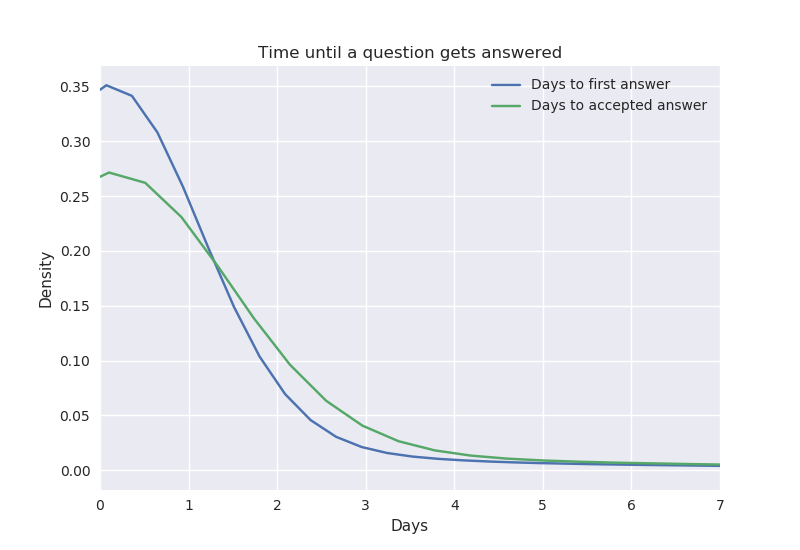 Time until a question gets answered
Days to first answer
Days to accepted answer
0.35
0.30
0.25
0.20
0.15
0.10
0.05
0.00
Density
0 1 2 3 4 5 6 7
Days